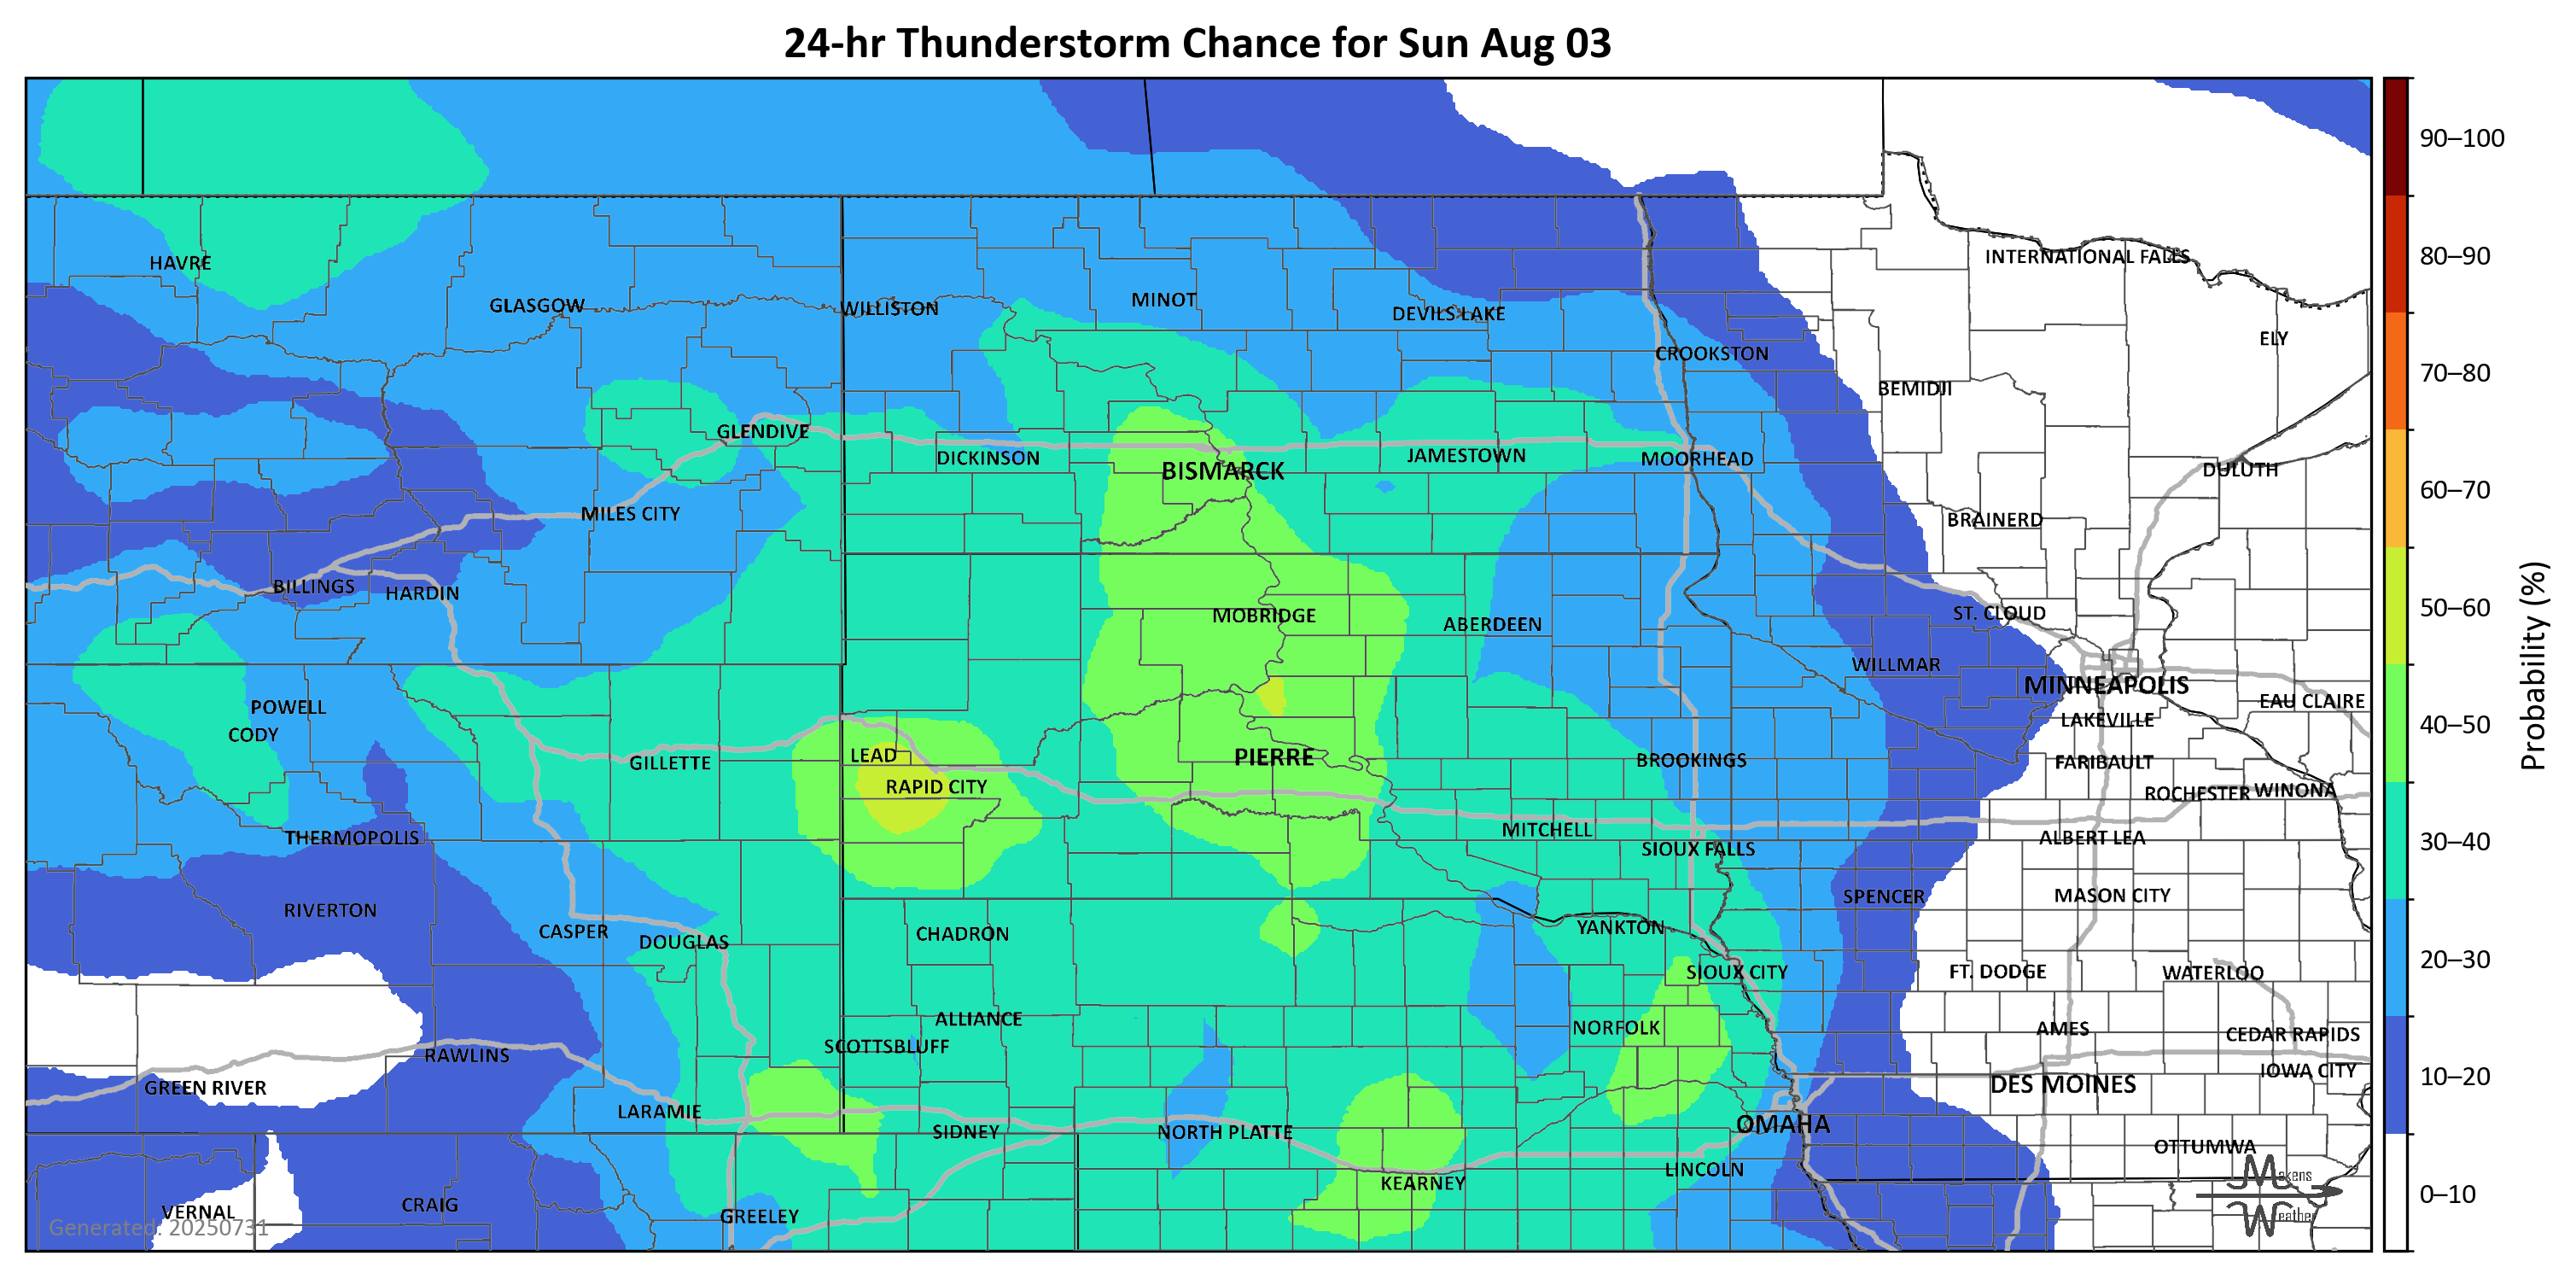 24-hr Thunderstorm Chance for Sun Aug 03
90–100
80–90
70–80
60–70
50–60
40–50
30–40
20–30
10–20
0–10
Probability (%)
HAVRE
GLASGOW
WILLISTON
MINOT
DEVILS LAKE
INTERNATIONAL FALLS
ELY
CROOKSTON
BEMIDJI
GLENDIVE
DICKINSON
BISMARCK
JAMESTOWN
MOORHEAD
DULUTH
MILES CITY
BRAINERD
BILLINGS
HARDIN
MOBRIDGE
ABERDEEN
ST. CLOUD
WILLMAR
MINNEAPOLIS
EAU CLAIRE
POWELL
CODY
LAKEVILLE
GILLETTE
LEAD
RAPID CITY
PIERRE
BROOKINGS
FARIBAULT
ROCHESTER
WINONA
THERMOPOLIS
MITCHELL
SIOUX FALLS
ALBERT LEA
RIVERTON
CASPER
DOUGLAS
CHADRON
YANKTON
SPENCER
MASON CITY
SIOUX CITY
FT. DODGE
WATERLOO
ALLIANCE
SCOTTSBLUFF
NORFOLK
AMES
CEDAR RAPIDS
RAWLINS
GREEN RIVER
LARAMIE
SIDNEY
NORTH PLATTE
OMAHA
DES MOINES
IOWA CITY
OTTUMWA
LINCOLN
KEARNEY
VERNAL
CRAIG
GREELEY
Generated: 20250731
Makens
Weather